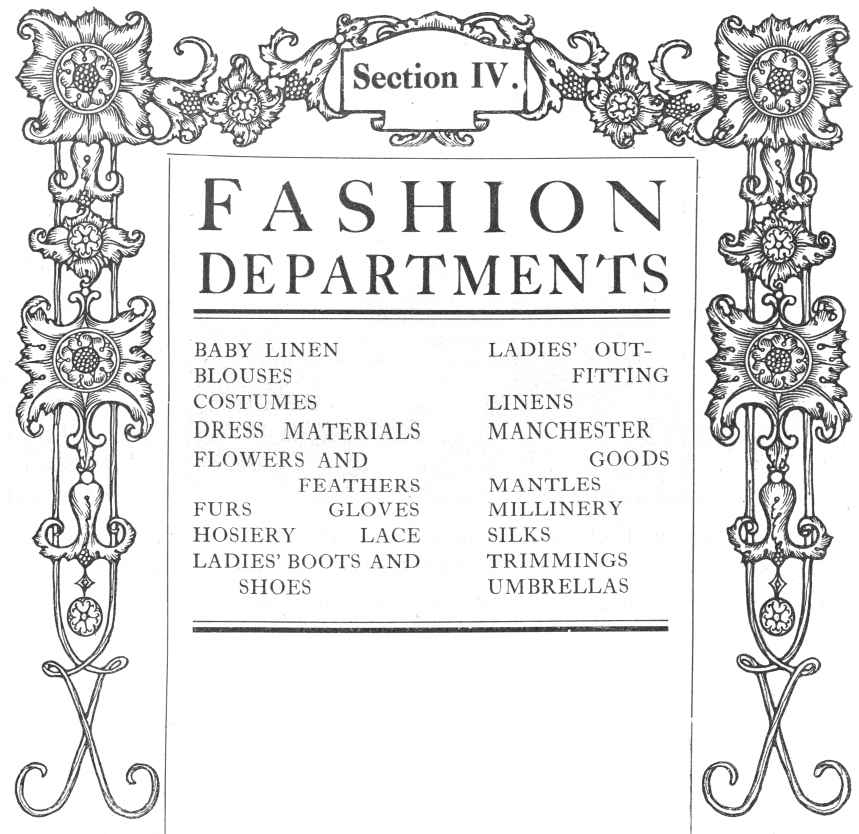 Section IV.
FASHION
DEPARTMENTS
BABY LINEN
BLOUSES
COSTUMES
DRESS MATERIALS
FLOWERS AND
FEATHERS
FURS GLOVES
HOSIERY LACE
LADIES' BOOTS AND
SHOES
LADIES' OUT-
FITTING
LINENS
MANCHESTER
GOODS
MANTLES
MILLINERY
SILKS
TRIMMINGS
UMBRELLAS